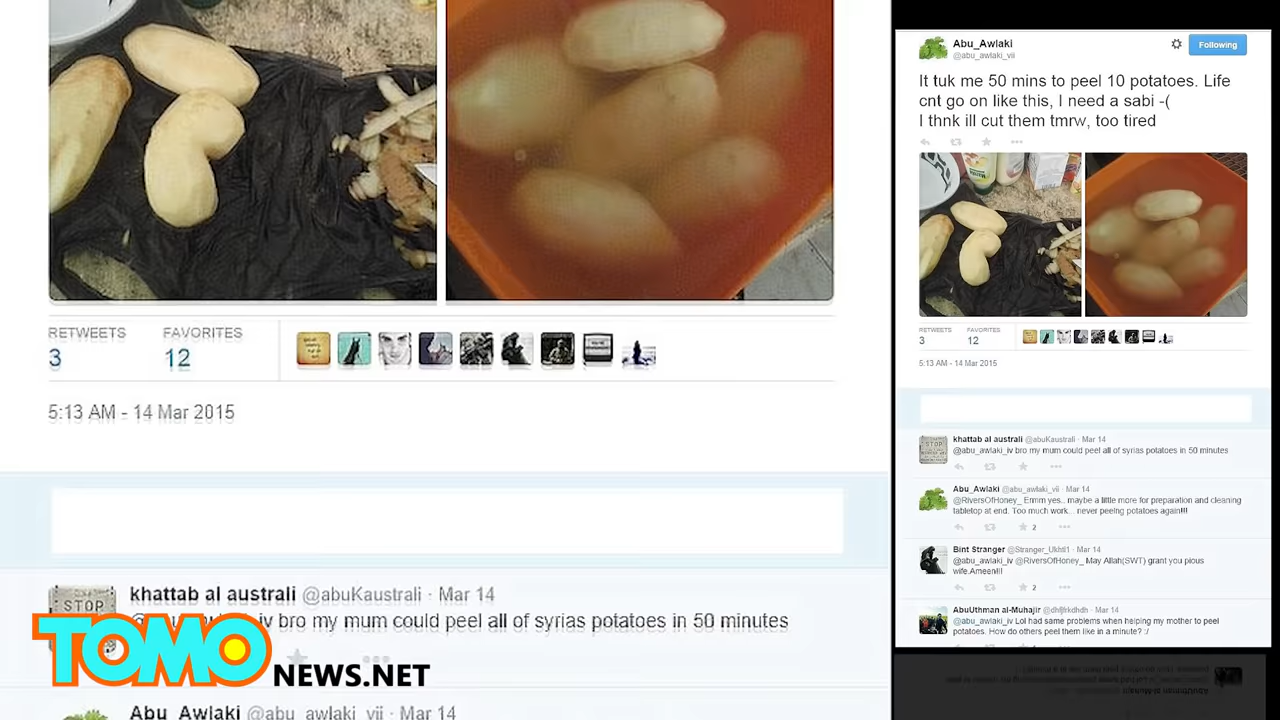 RETWEETS FAVORITES
3 12
5:13 AM - 14 Mar 2015
khattab al australi @abuKaustrali · Mar 14
iv bro my mum could peel all of syrias potatoes in 50 minutes
STOP
TOMO
NEWS.NET
Abu_Awlaki @abu_awlaki_vii · Mar 14
Abu_Awlaki
@abu_awlaki_vii
Following
It tuk me 50 mins to peel 10 potatoes. Life
cnt go on like this, I need a sabi -(
I thnk ill cut them tmrw, too tired
RETWEETS FAVORITES
3 12
5:13 AM - 14 Mar 2015
khattab al australi @abuKaustrali · Mar 14
@abu_awlaki_iv bro my mum could peel all of syrias potatoes in 50 minutes
STOP
Abu_Awlaki @abu_awlaki_vii · Mar 14
@RiversOfHoney_ Ermm yes.. maybe a little more for preparation and cleaning
tabletop at end. Too much work... never peeling potatoes again!!!!
2
Bint Stranger @Stranger_Ukhti1 · Mar 14
@abu_awlaki_iv @RiversOfHoney_ May Allah(SWT) grant you pious
wife.Ameen!!!
2
AbuUthman al-Muhajir @dhfjfrkdhdh · Mar 14
@abu_awlaki_iv Lol had same problems when helping my mother to peel
potatoes. How do others peel them like in a minute? :/